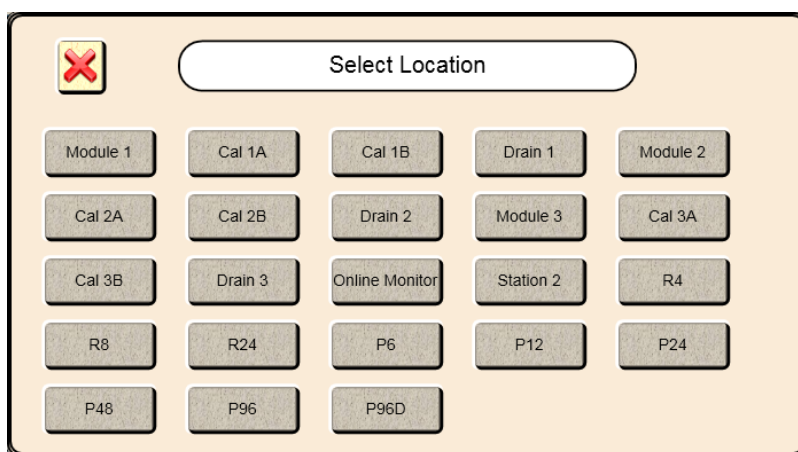 Select Location
Module 1 Cal 1A Cal 1B Drain 1 Module 2
Cal 2A Cal 2B Drain 2 Module 3 Cal 3A
Cal 3B Drain 3 Online Monitor Station 2 R4
R8 R24 P6 P12 P24
P48 P96 P96D